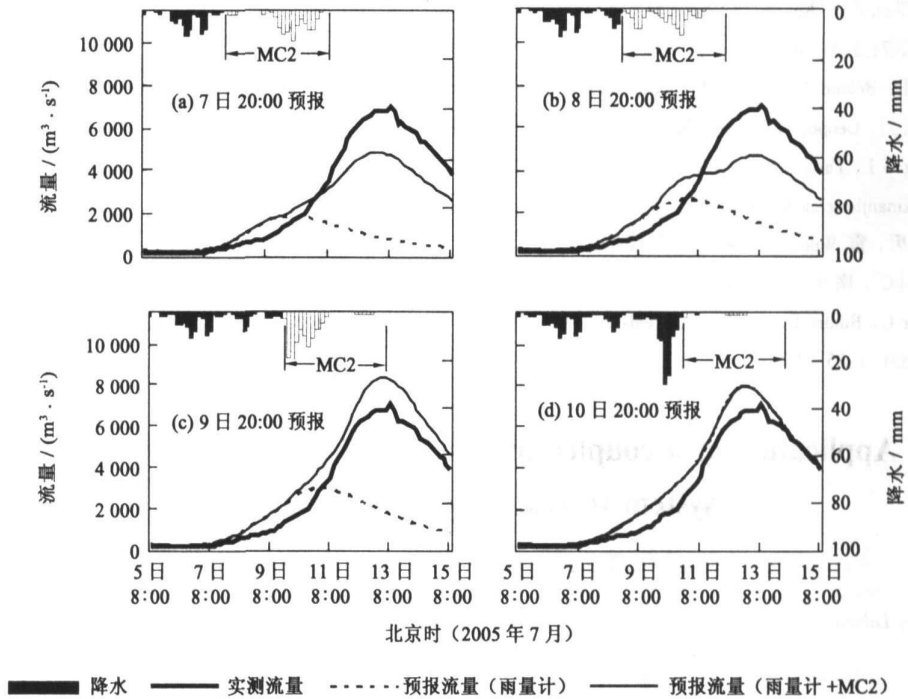 10 000
8 000
6 000
4 000
2 000
0
流量 / (m³ · s⁻¹)
MC2
(a) 7 日 20:00 预报
MC2
(b) 8 日 20:00 预报
0
20
40
60
80
100
降水 / mm
10 000
8 000
6 000
4 000
2 000
0
流量 / (m³ · s⁻¹)
MC2
(c) 9 日 20:00 预报
MC2
(d) 10 日 20:00 预报
0
20
40
60
80
100
降水 / mm
5 日 7 日 9 日 11 日 13 日 15 日
8:00 8:00 8:00 8:00 8:00 8:00
5 日 7 日 9 日 11 日 13 日 15 日
8:00 8:00 8:00 8:00 8:00 8:00
北京时（2005 年 7 月）
降水 实测流量 预报流量（雨量计） 预报流量（雨量计 +MC2）